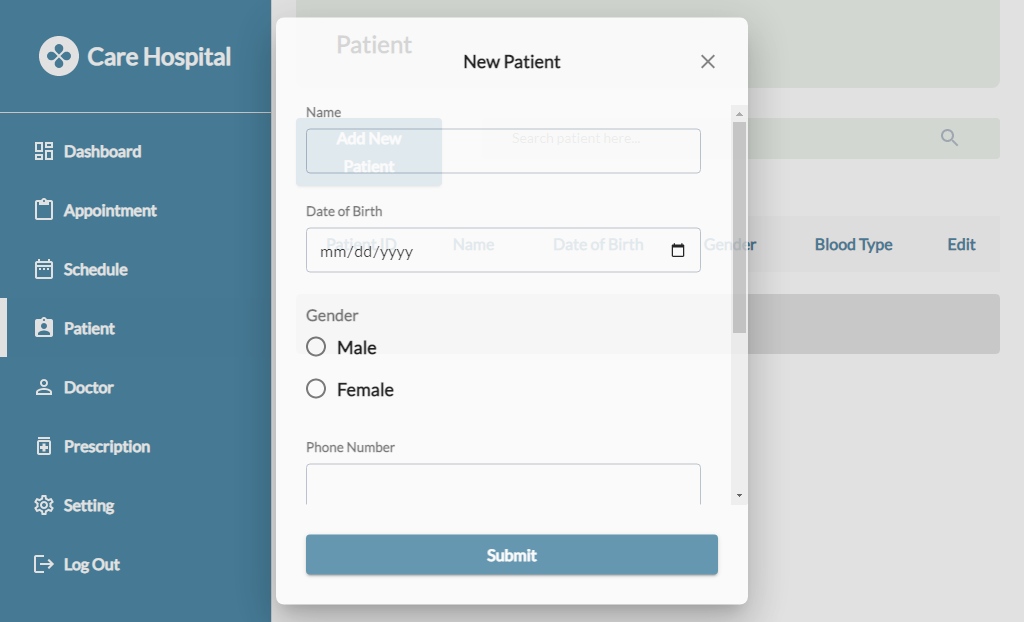 Care Hospital
Dashboard
Appointment
Schedule
Patient
Doctor
Prescription
Setting
Log Out
Patient
New Patient
Name
Add New
Patient
Search patient here...
Date of Birth
mm/dd/yyyy
Patient ID
Name
Date of Birth
Gender
Blood Type
Edit
Gender
Male
Female
Phone Number
Submit